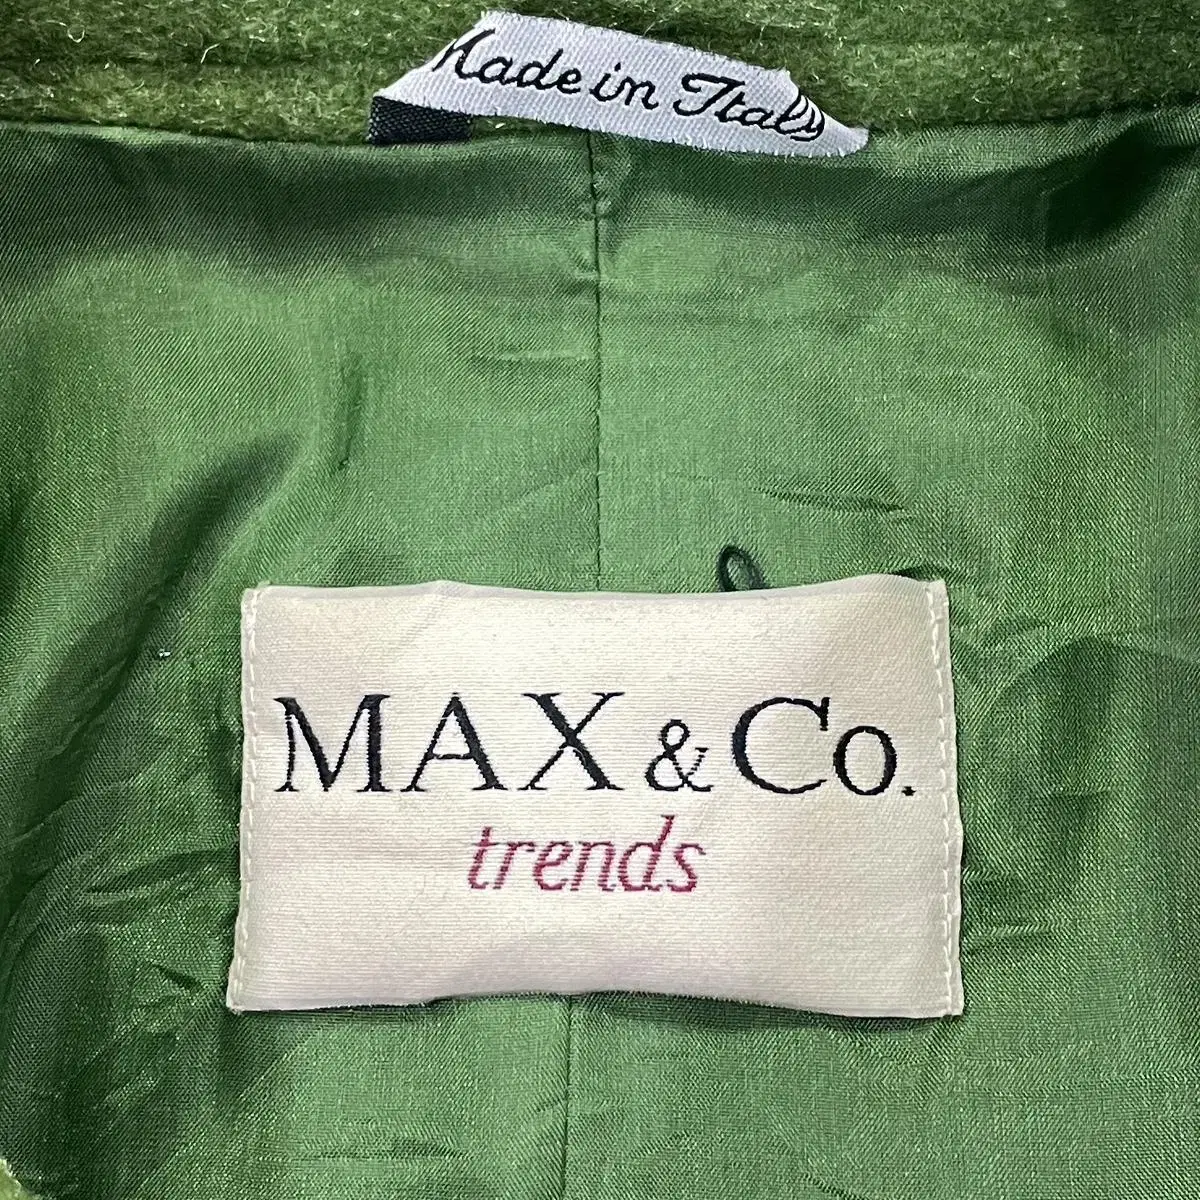 Made in Italy
MAX & Co.
trends